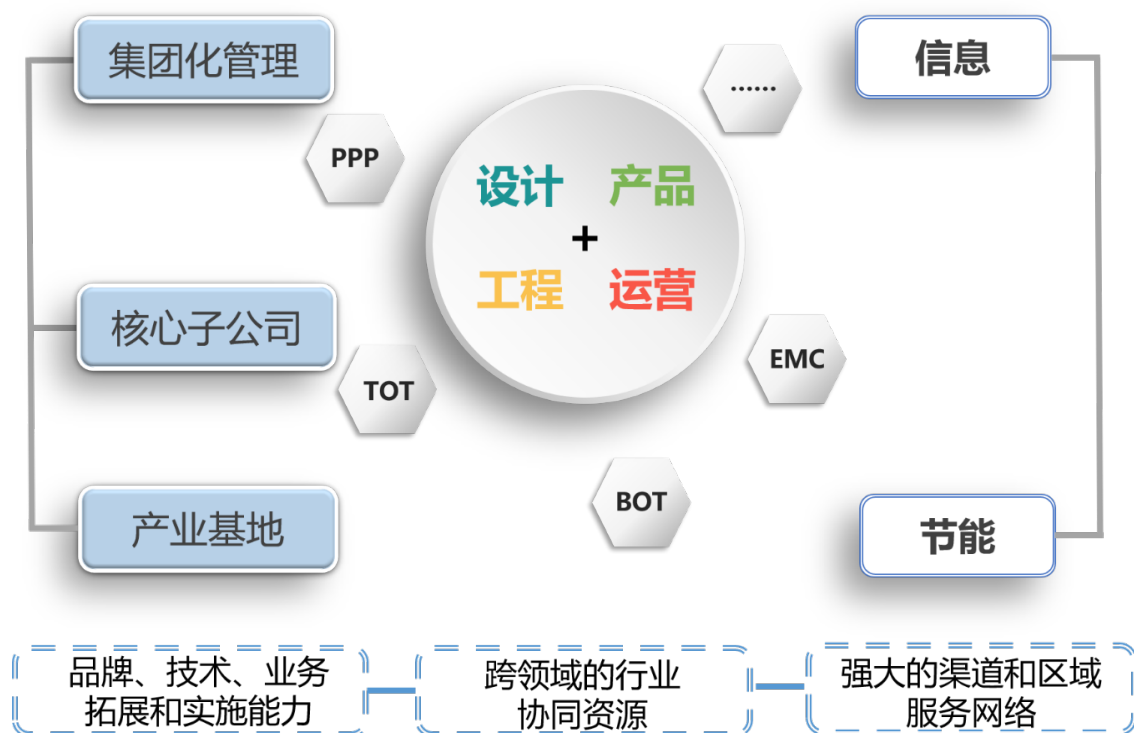 集团化管理
核心子公司
产业基地
PPP
TOT
BOT
EMC
......
设计 产品
+
工程 运营
信息
节能
品牌、技术、业务
拓展和实施能力
跨领域的行业
协同资源
强大的渠道和区域
服务网络